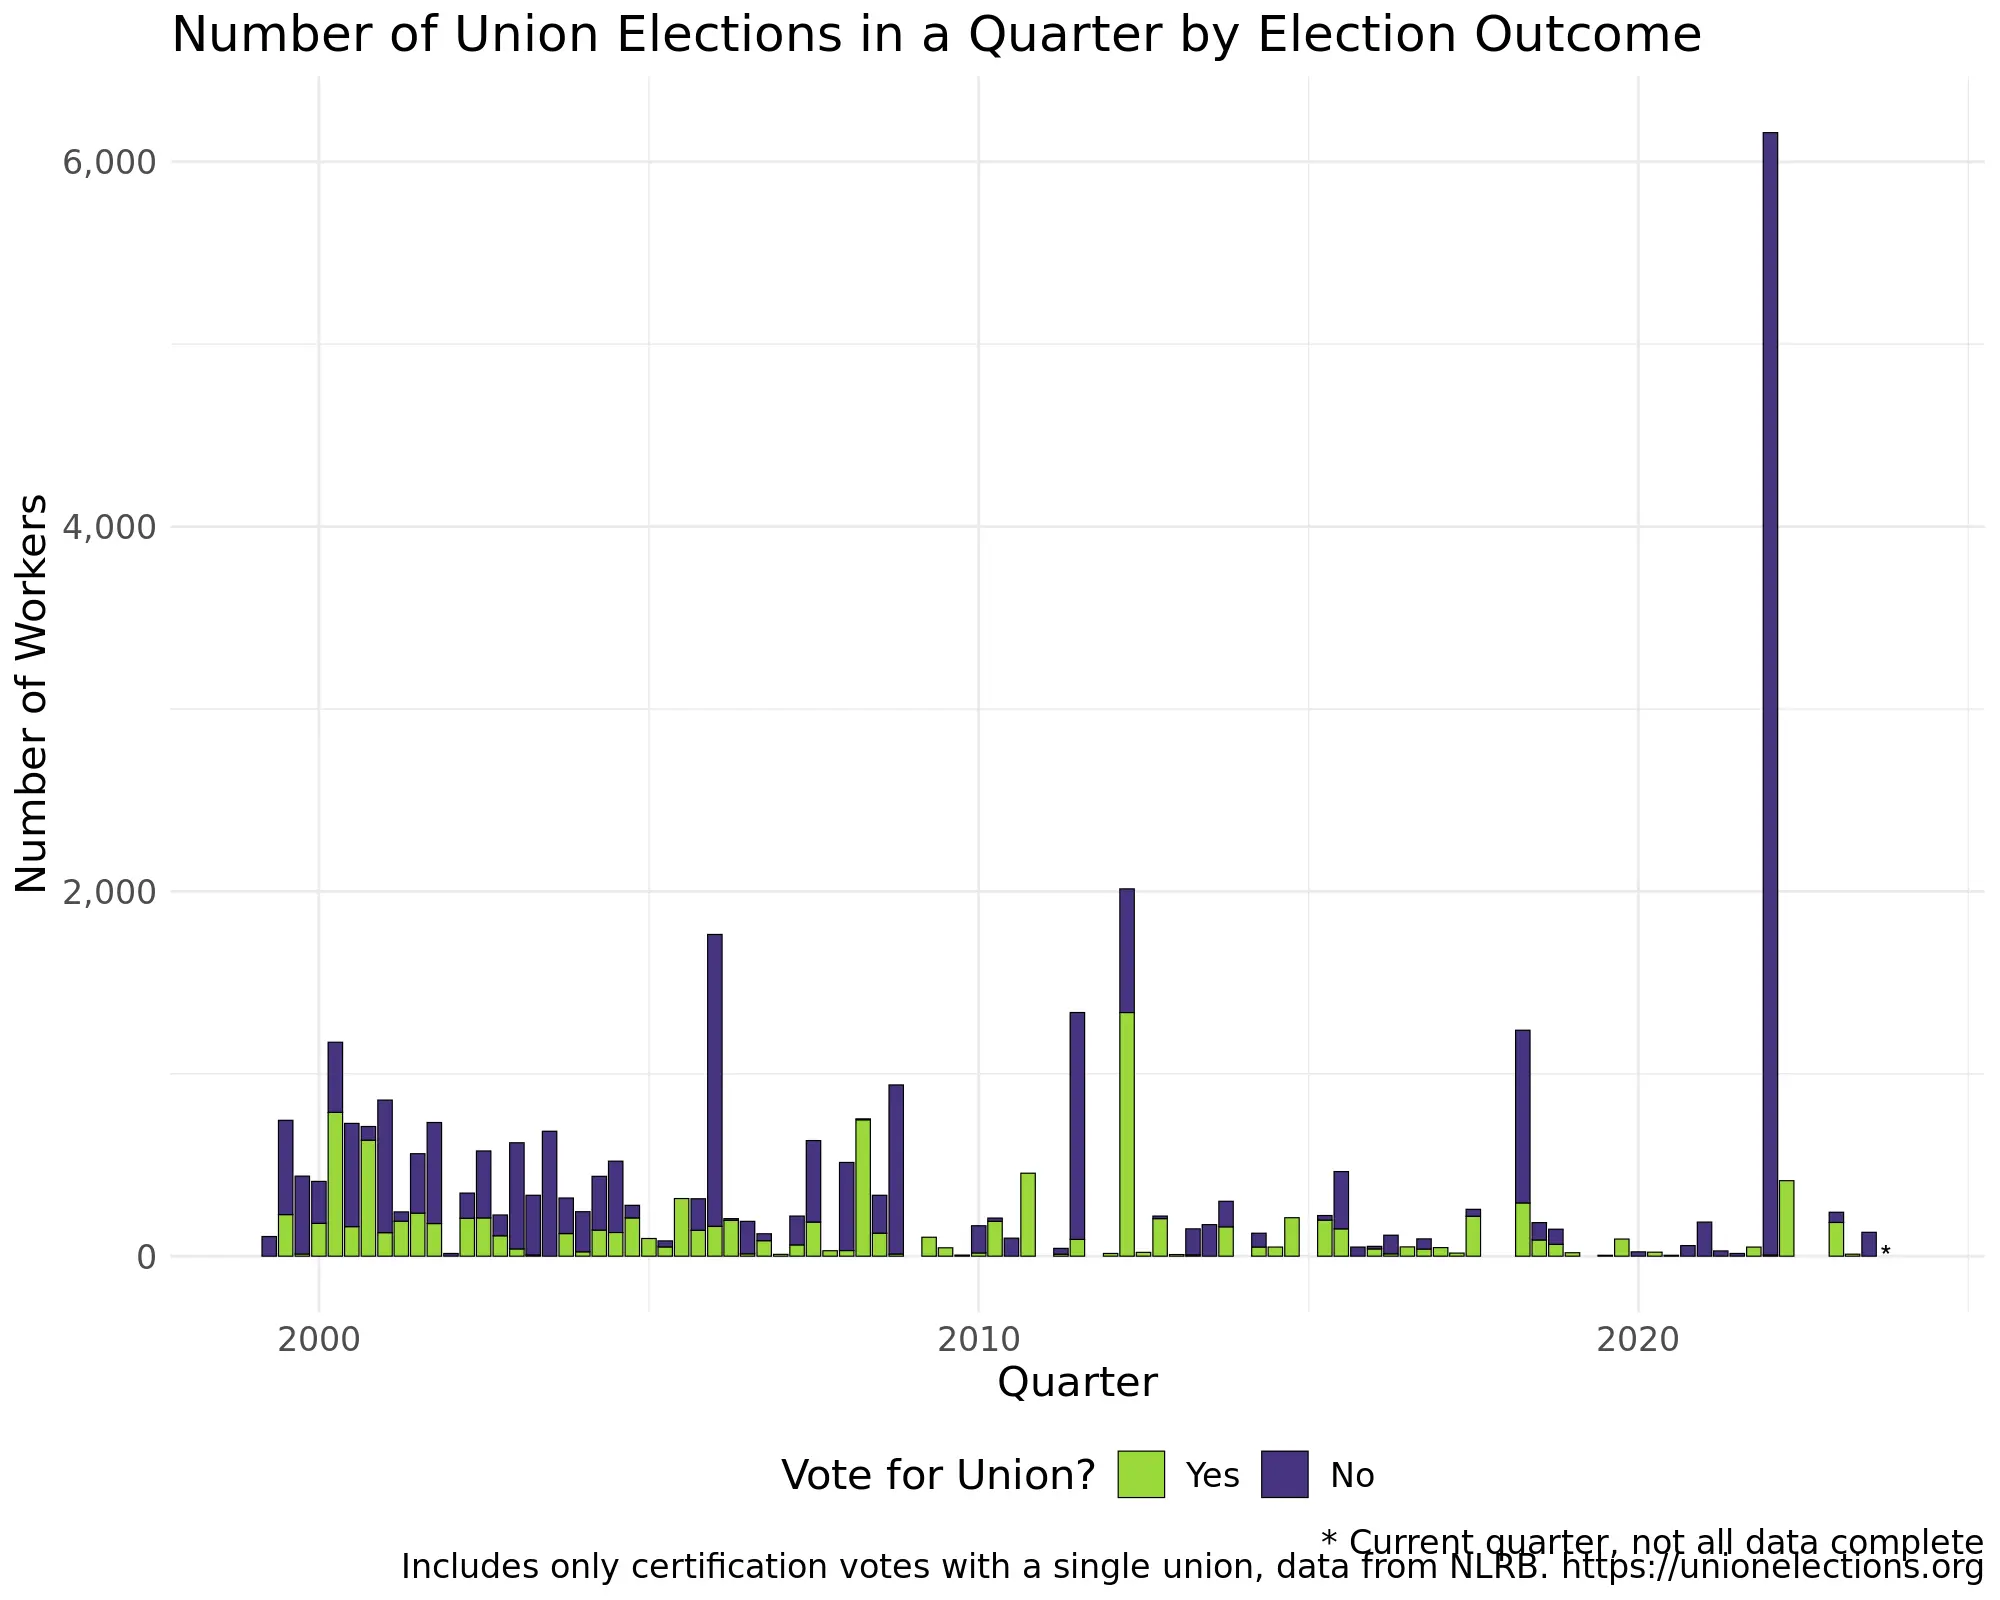 Number of Union Elections in a Quarter by Election Outcome
Number of Workers
6,000
4,000
2,000
0
*
2000
2010
2020
Quarter
Vote for Union?
Yes
No
* Current quarter, not all data complete
Includes only certification votes with a single union, data from NLRB. https://unionelections.org